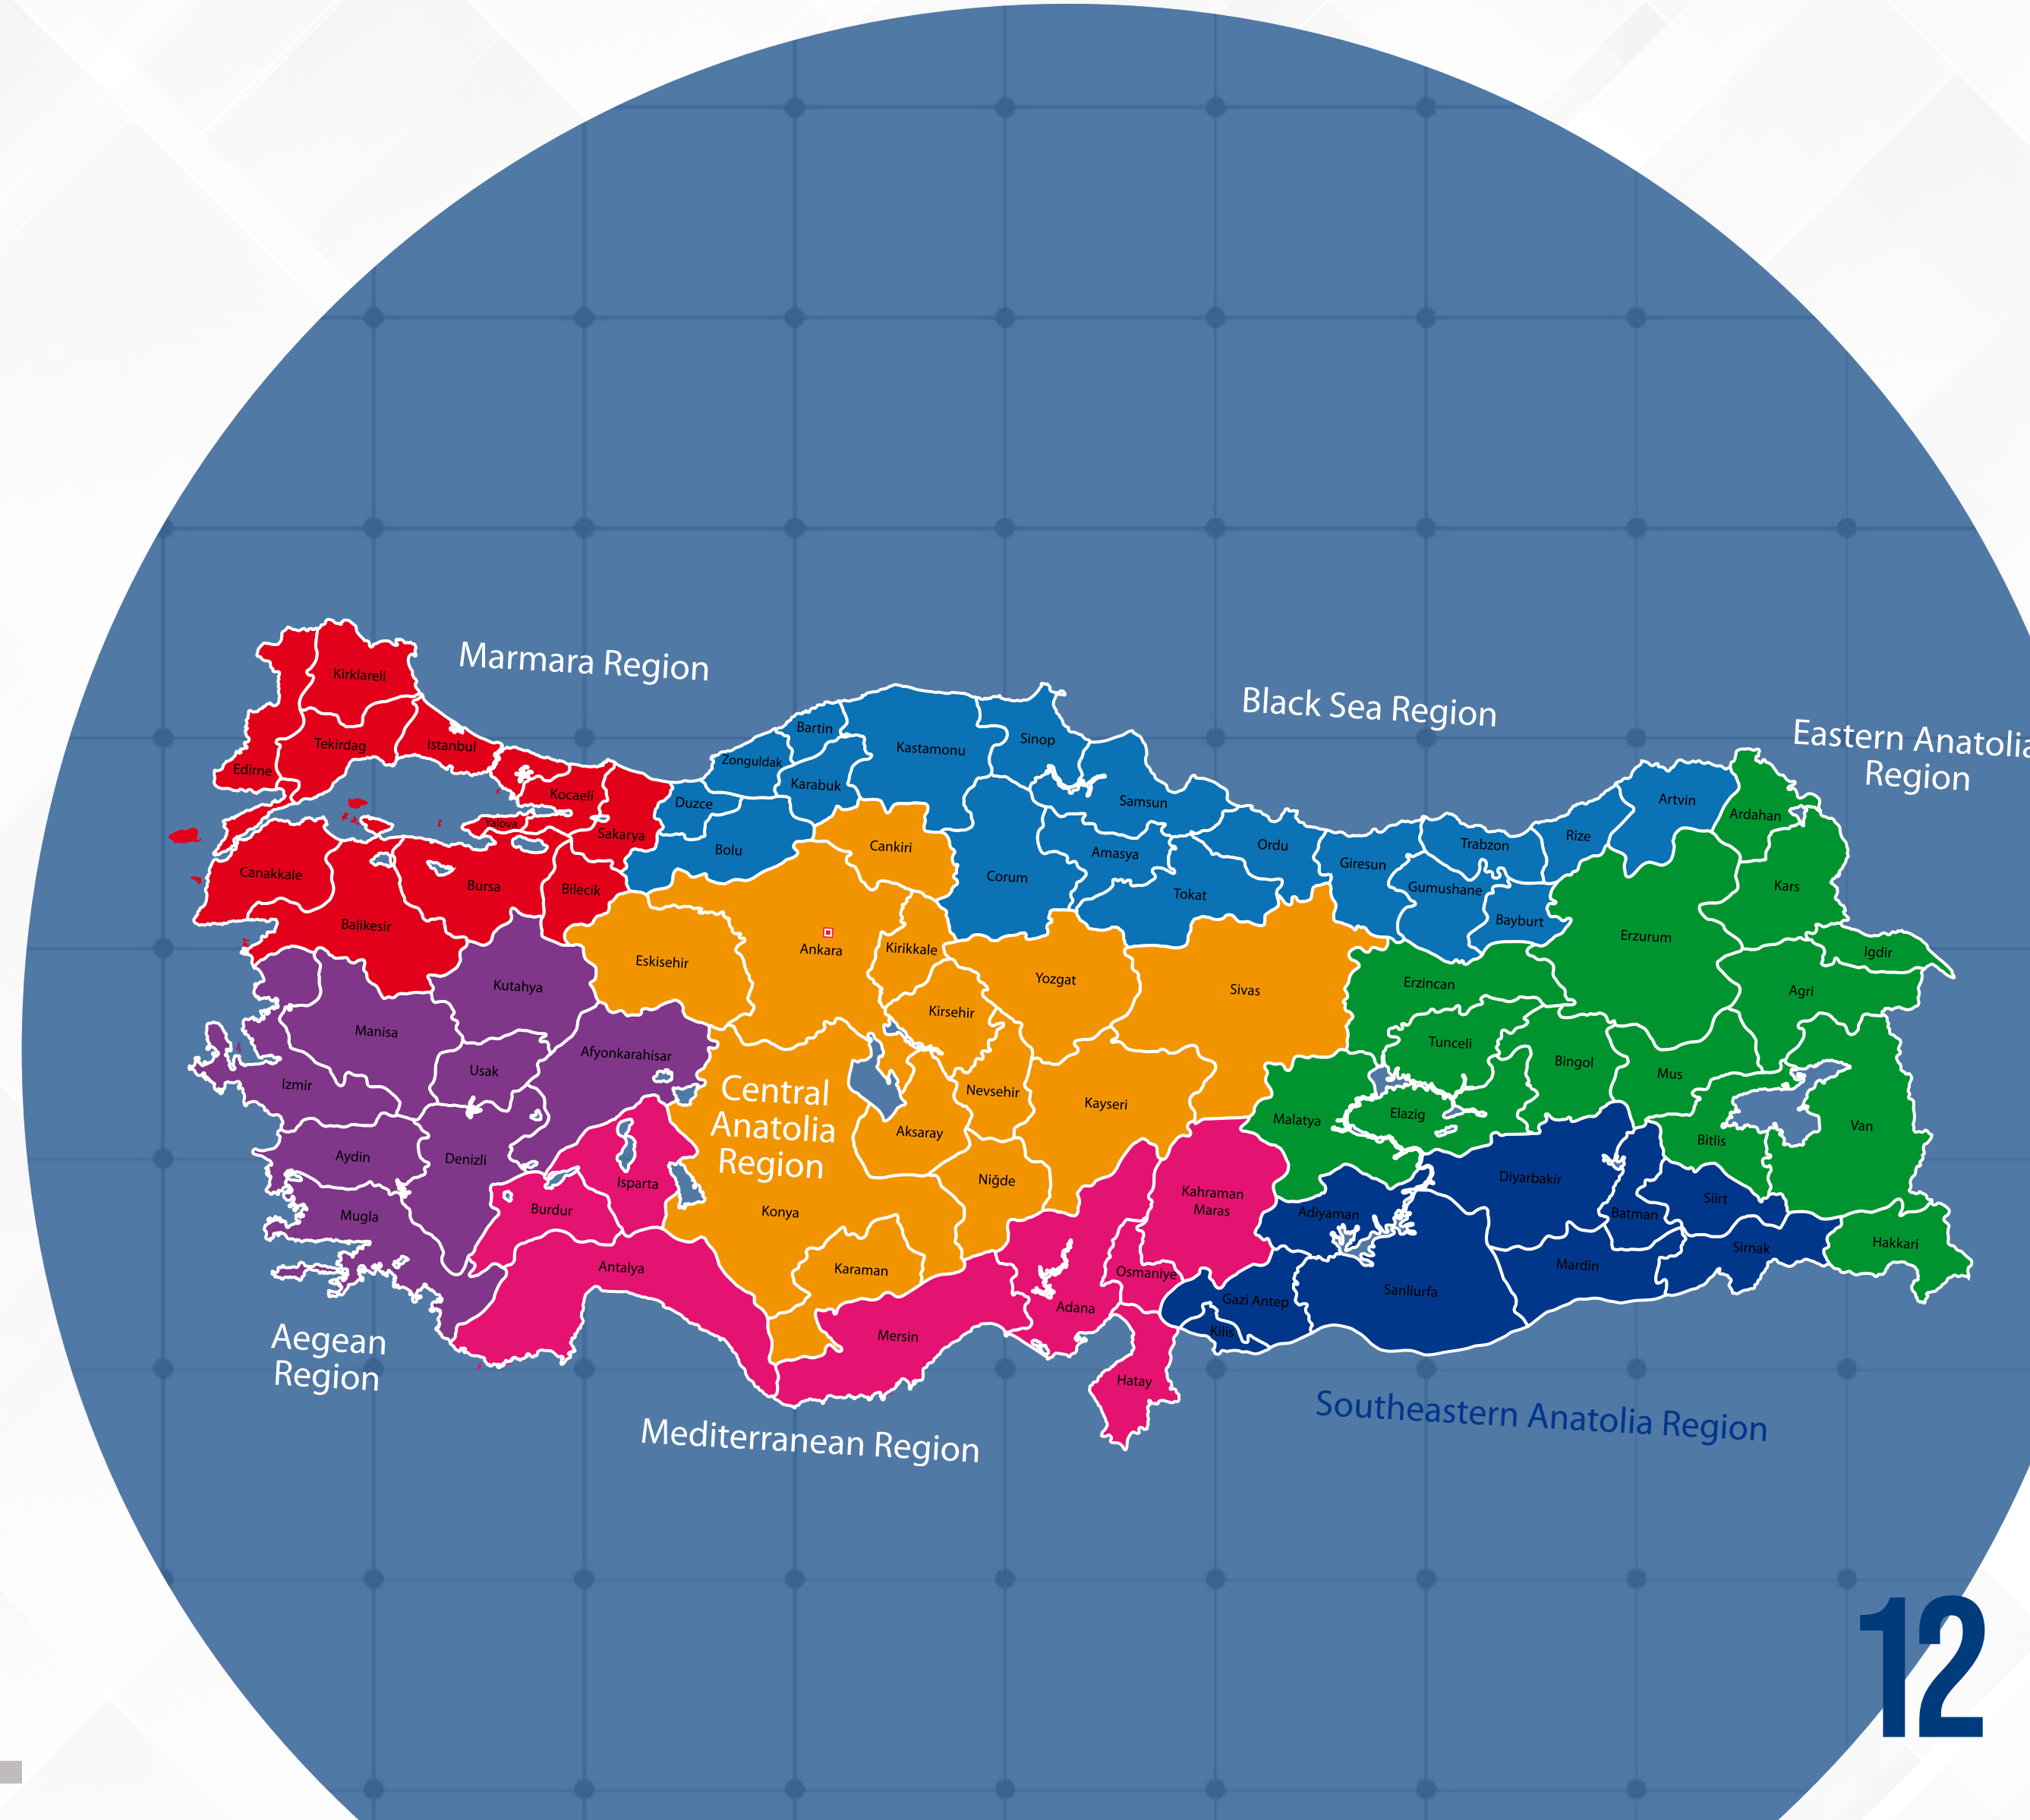 Marmara Region
Black Sea Region
Eastern Anatolia
Region
Kirklareli
Tekirdag
Istanbul
Edirne
Kocaeli
Yalova
Sakarya
Canakkale
Bursa
Bilecik
Balikesir
Bartin
Zonguldak
Karabuk
Kastamonu
Sinop
Duzce
Bolu
Samsun
Corum
Amasya
Tokat
Ordu
Giresun
Trabzon
Gumushane
Bayburt
Rize
Artvin
Ardahan
Kars
Igdir
Agri
Erzurum
Erzincan
Tunceli
Bingol
Mus
Elazig
Malatya
Bitlis
Van
Hakkari
Cankiri
Ankara
Kirikkale
Eskisehir
Yozgat
Kirsehir
Sivas
Nevsehir
Kayseri
Aksaray
Niğde
Konya
Karaman
Central
Anatolia
Region
Kutahya
Manisa
Usak
Afyonkarahisar
Izmir
Aydin
Denizli
Mugla
Isparta
Burdur
Antalya
Mersin
Adana
Osmaniye
Kahraman
Maras
Hatay
Adiyaman
Diyarbakir
Batman
Siirt
Sirnak
Mardin
Sanliurfa
Gazi Antep
Kilis
Aegean
Region
Mediterranean Region
Southeastern Anatolia Region
12